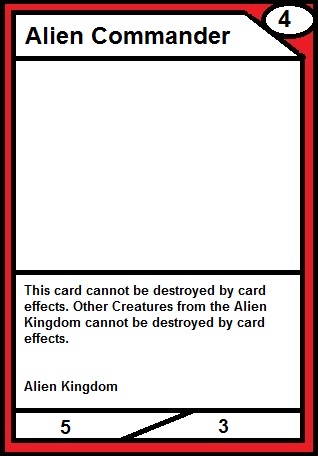 Alien Commander
4
This card cannot be destroyed by card
effects. Other Creatures from the Alien
Kingdom cannot be destroyed by card
effects.
Alien Kingdom
5
3